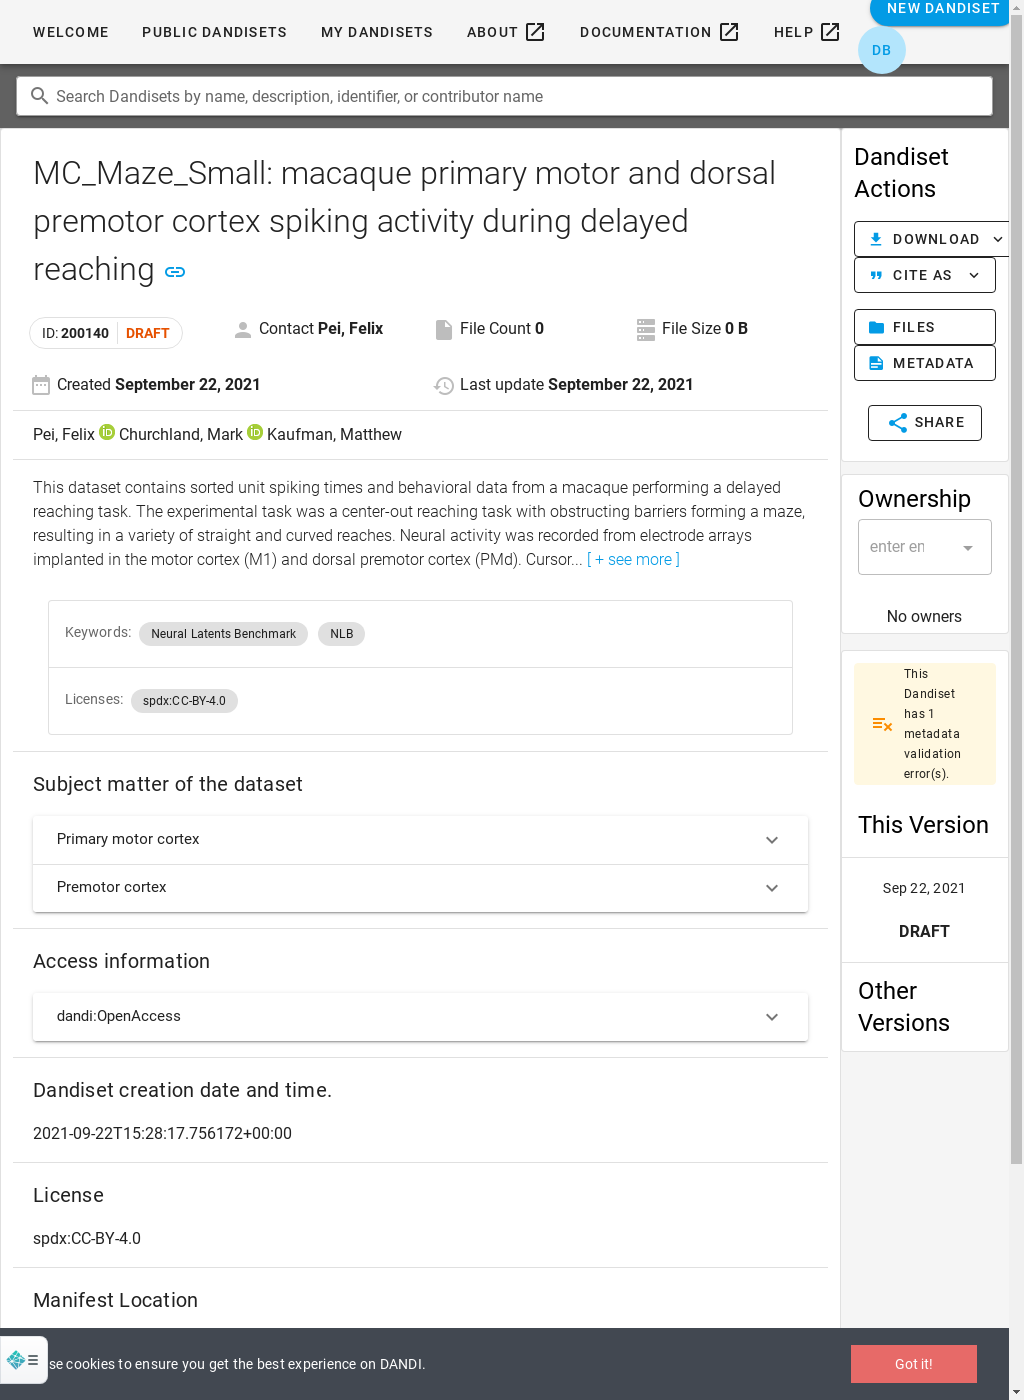 WELCOME PUBLIC DANDISETS MY DANDISETS ABOUT DOCUMENTATION HELP NEW DANDISET
DB
Search Dandisets by name, description, identifier, or contributor name
MC_Maze_Small: macaque primary motor and dorsal
premotor cortex spiking activity during delayed
reaching
ID: 200140 DRAFT
Contact Pei, Felix
File Count 0
File Size 0 B
Created September 22, 2021
Last update September 22, 2021
Pei, Felix Churchland, Mark Kaufman, Matthew
This dataset contains sorted unit spiking times and behavioral data from a macaque performing a delayed
reaching task. The experimental task was a center-out reaching task with obstructing barriers forming a maze,
resulting in a variety of straight and curved reaches. Neural activity was recorded from electrode arrays
implanted in the motor cortex (M1) and dorsal premotor cortex (PMd). Cursor... [ + see more ]
Keywords: Neural Latents Benchmark NLB
Licenses: spdx:CC-BY-4.0
Subject matter of the dataset
Primary motor cortex
Premotor cortex
Access information
dandi:OpenAccess
Dandiset creation date and time.
2021-09-22T15:28:17.756172+00:00
License
spdx:CC-BY-4.0
Manifest Location
Dandiset
Actions
DOWNLOAD
CITE AS
FILES
METADATA
SHARE
Ownership
enter en
No owners
This
Dandiset
has 1
metadata
validation
error(s).
This Version
Sep 22, 2021
DRAFT
Other
Versions
se cookies to ensure you get the best experience on DANDI.
Got it!